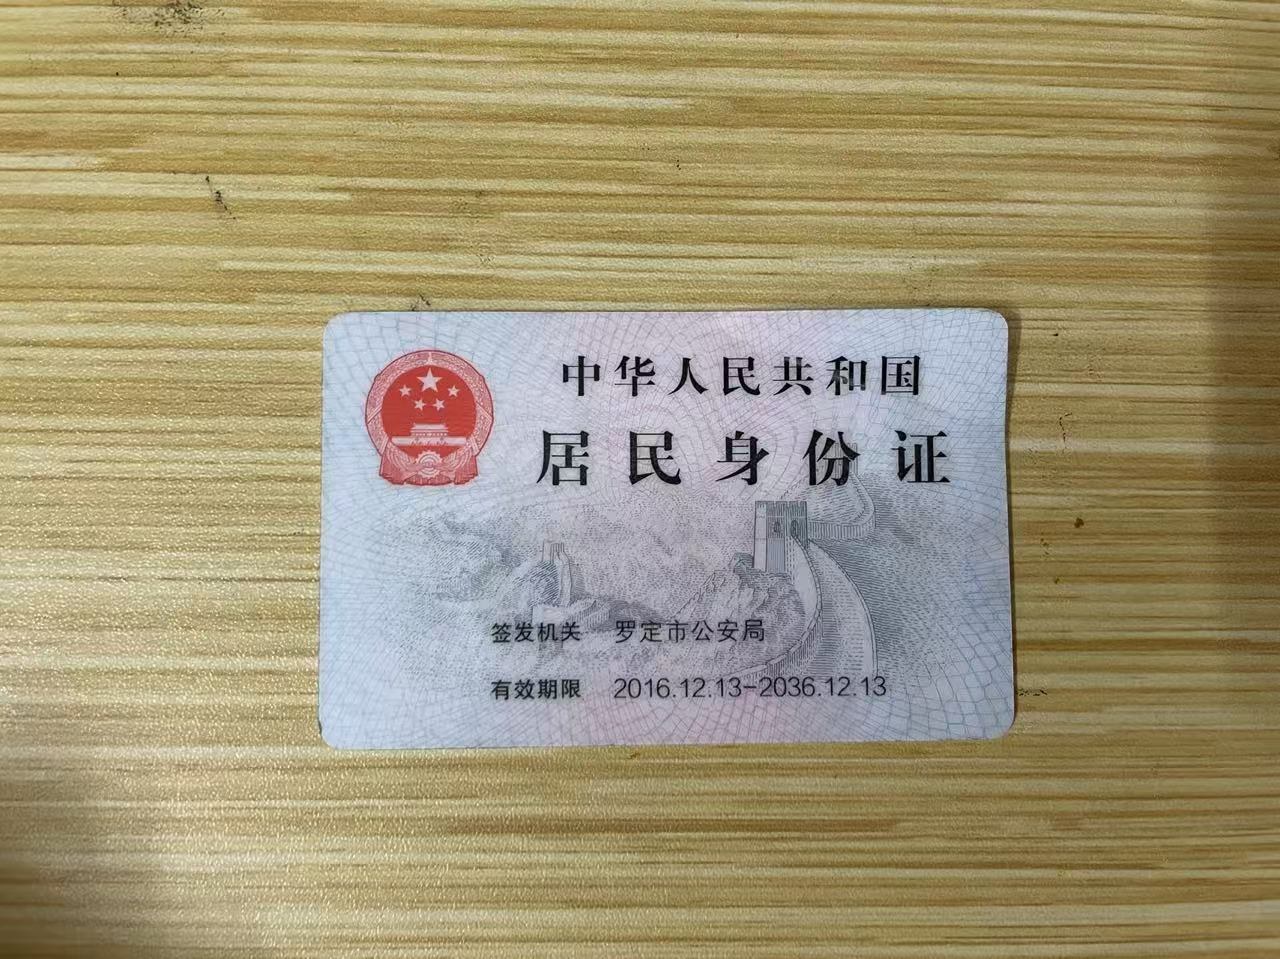 中华人民共和国
居民身份证
签发机关 罗定市公安局
有效期限 2016.12.13-2036.12.13